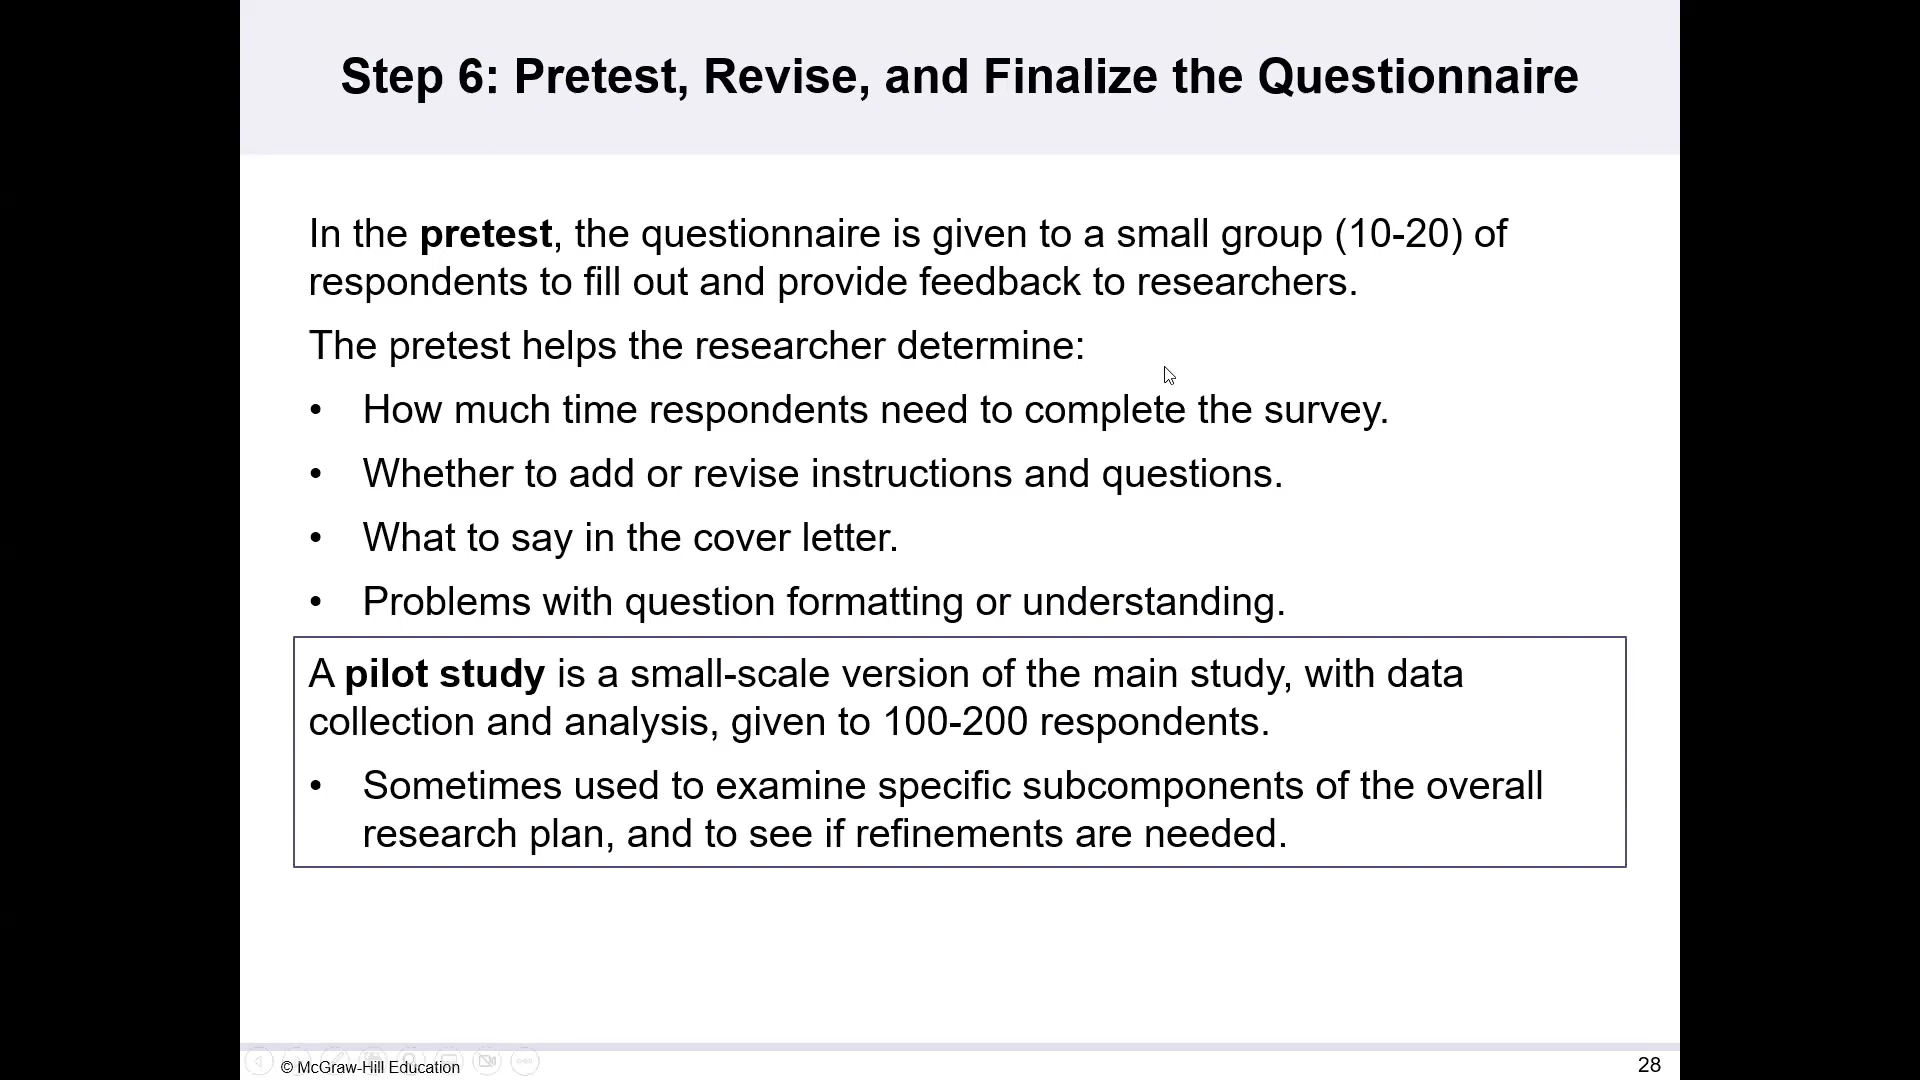 Step 6: Pretest, Revise, and Finalize the Questionnaire
In the pretest, the questionnaire is given to a small group (10-20) of
respondents to fill out and provide feedback to researchers.
The pretest helps the researcher determine:
• How much time respondents need to complete the survey.
• Whether to add or revise instructions and questions.
• What to say in the cover letter.
• Problems with question formatting or understanding.
A pilot study is a small-scale version of the main study, with data
collection and analysis, given to 100-200 respondents.
• Sometimes used to examine specific subcomponents of the overall
research plan, and to see if refinements are needed.
© McGraw-Hill Education
28